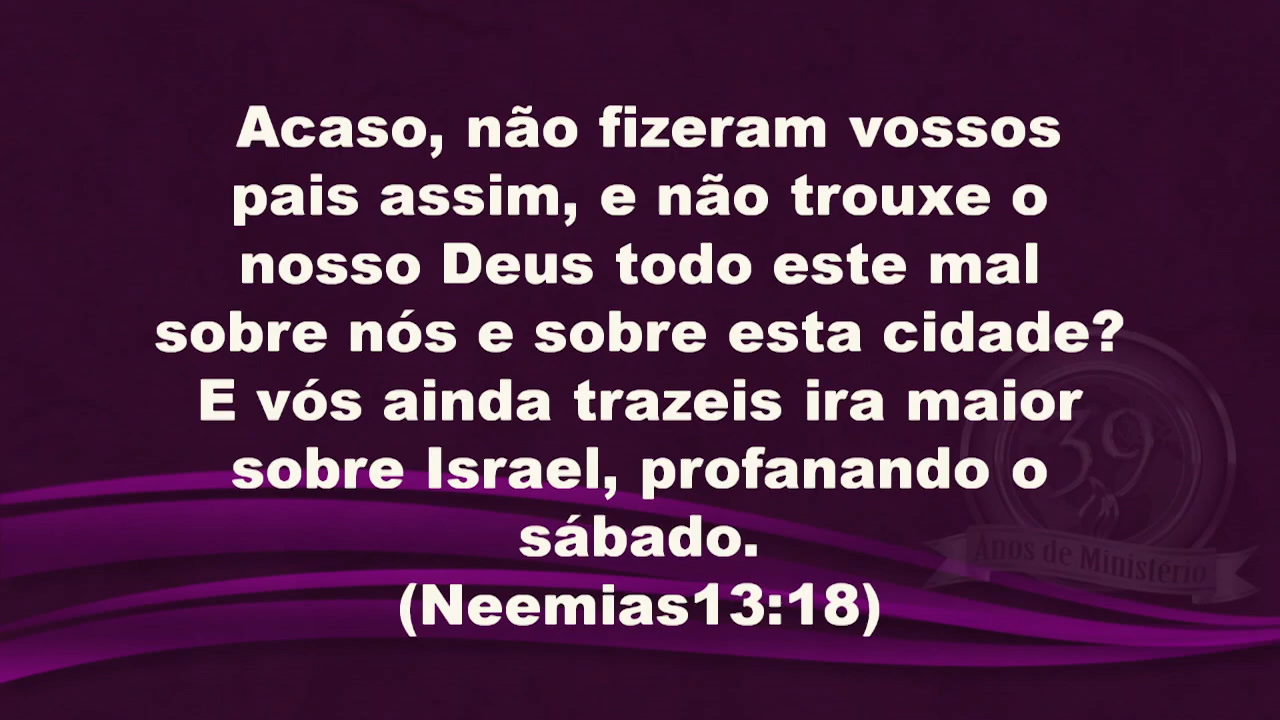 Acaso, não fizeram vossos
pais assim, e não trouxe o
nosso Deus todo este mal
sobre nós e sobre esta cidade?
E vós ainda trazeis ira maior
sobre Israel, profanando o
sábado.
(Neemias13:18)
39
Anos de Ministério